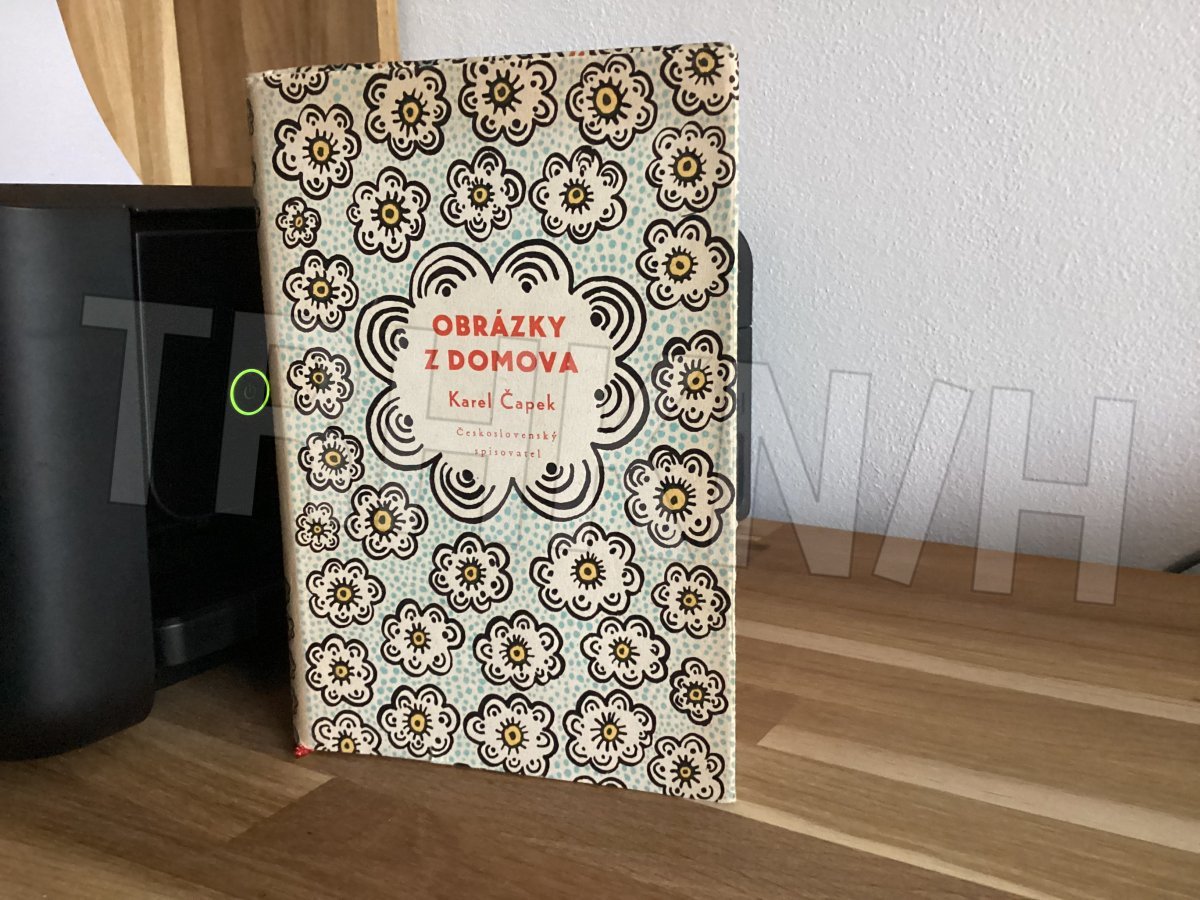 OBRÁZKY
Z DOMOVA
Karel Čapek
Československý
spisovatel